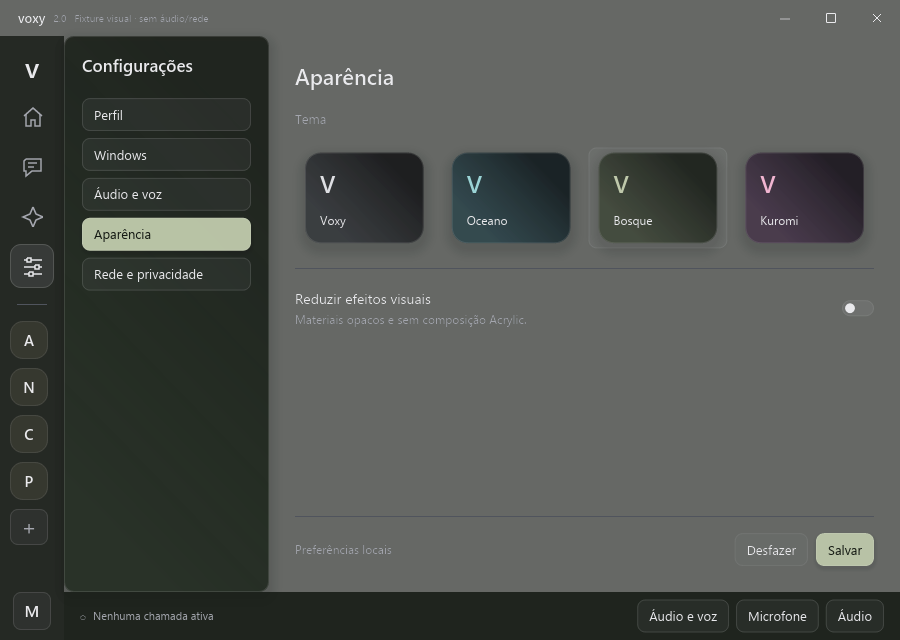 voxy 2.0 Fixture visual · sem áudio/rede
V
A
N
C
P
+
M
Configurações
Perfil
Windows
Áudio e voz
Aparência
Rede e privacidade
Aparência
Tema
V
Voxy
V
Oceano
V
Bosque
V
Kuromi
Reduzir efeitos visuais
Materiais opacos e sem composição Acrylic.
Preferências locais
Desfazer
Salvar
Nenhuma chamada ativa
Áudio e voz
Microfone
Áudio